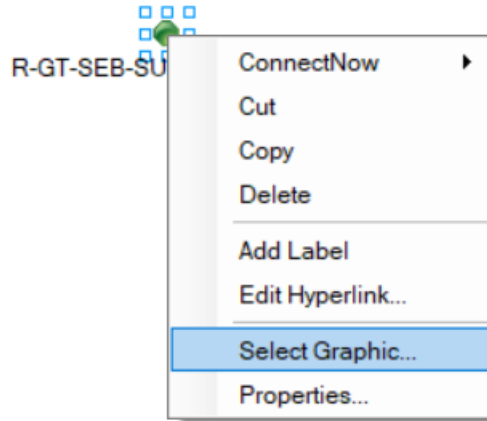 R-GT-SEB-SU
ConnectNow
Cut
Copy
Delete
Add Label
Edit Hyperlink...
Select Graphic...
Properties...